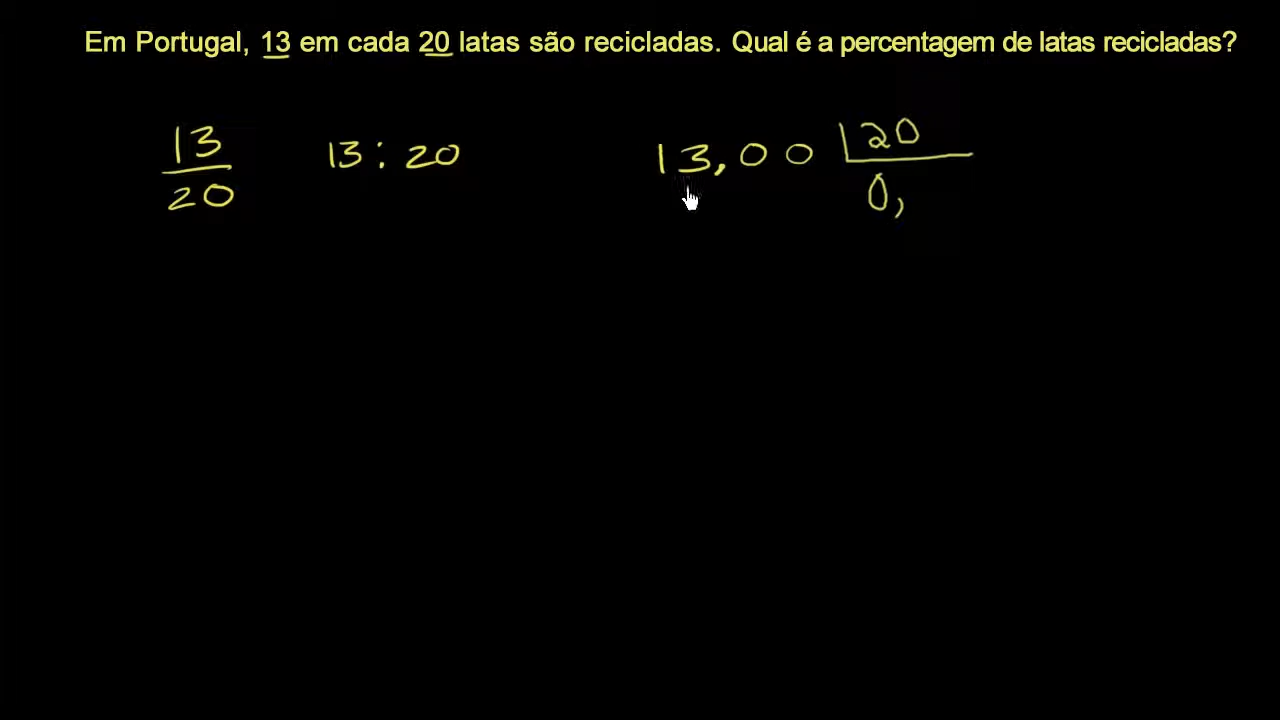 Em Portugal, 13 em cada 20 latas são recicladas. Qual é a percentagem de latas recicladas?
13
20
13 : 20
13,00 20
0,